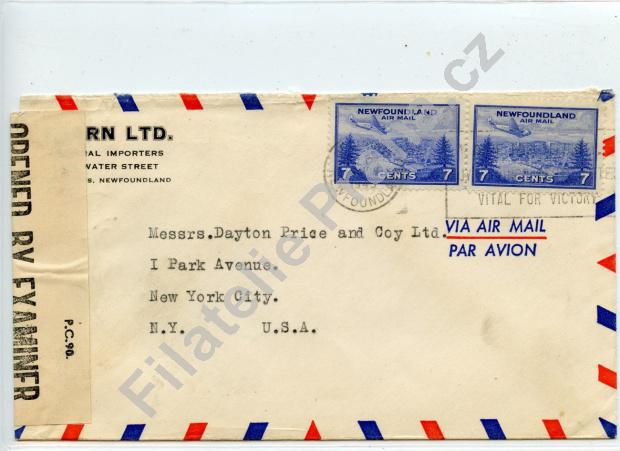 RN LTD.
AL IMPORTERS
WATER STREET
S, NEWFOUNDLAND
OPENED BY EXAMINER
P.C. 90.
NEWFOUNDLAND
AIR MAIL
7 CENTS 7
NEWFOUNDLAND
AIR MAIL
7 CENTS 7
VITAL FOR VICTORY
VIA AIR MAIL
PAR AVION
Messrs.Dayton Price and Coy Ltd.
I Park Avenue.
New York City.
N.Y. U.S.A.
Filatelie
cz